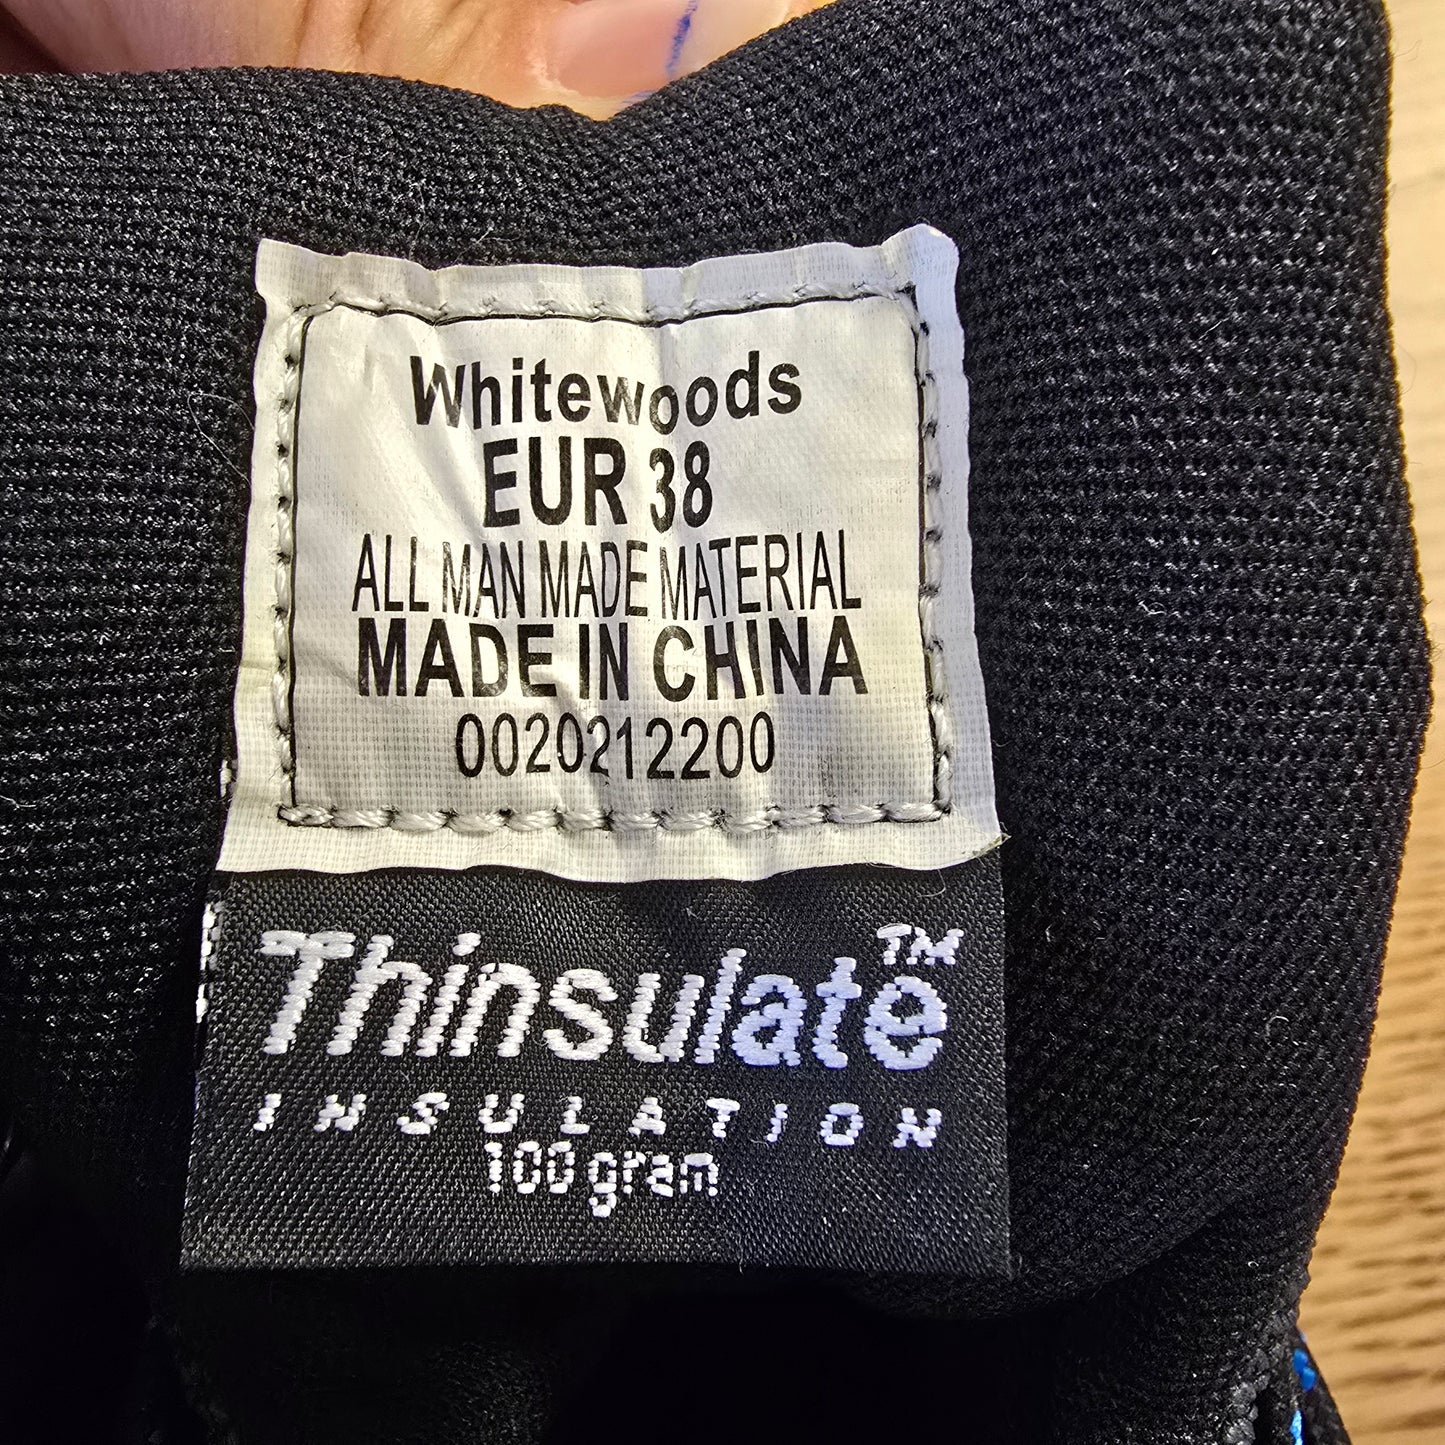 Whitewoods
EUR 38
ALL MAN MADE MATERIAL
MADE IN CHINA
0020212200
Thinsulate™
INSULATION
100 gram